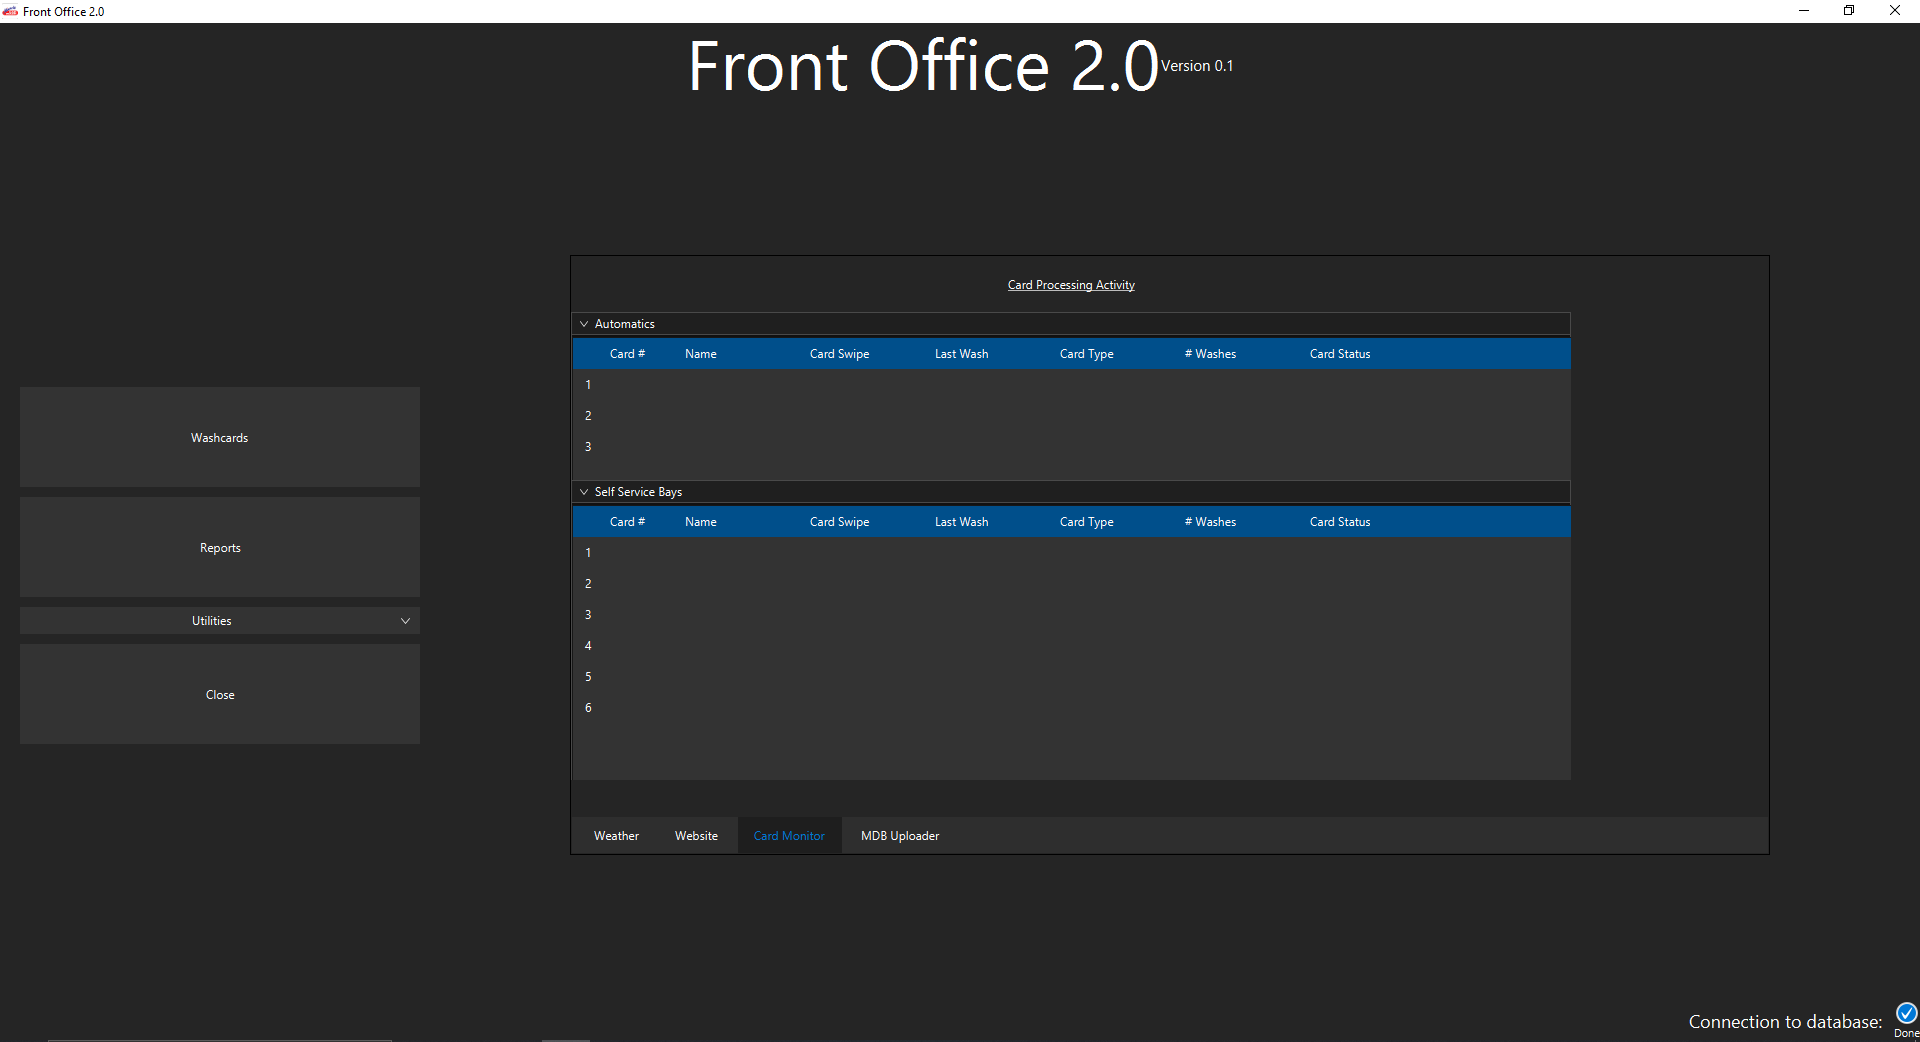 Front Office 2.0
Front Office 2.0 Version 0.1
Washcards
Reports
Utilities
Close
Card Processing Activity
Automatics
Card # Name Card Swipe Last Wash Card Type # Washes Card Status
1
2
3
Self Service Bays
Card # Name Card Swipe Last Wash Card Type # Washes Card Status
1
2
3
4
5
6
Weather Website Card Monitor MDB Uploader
Connection to database:
Done